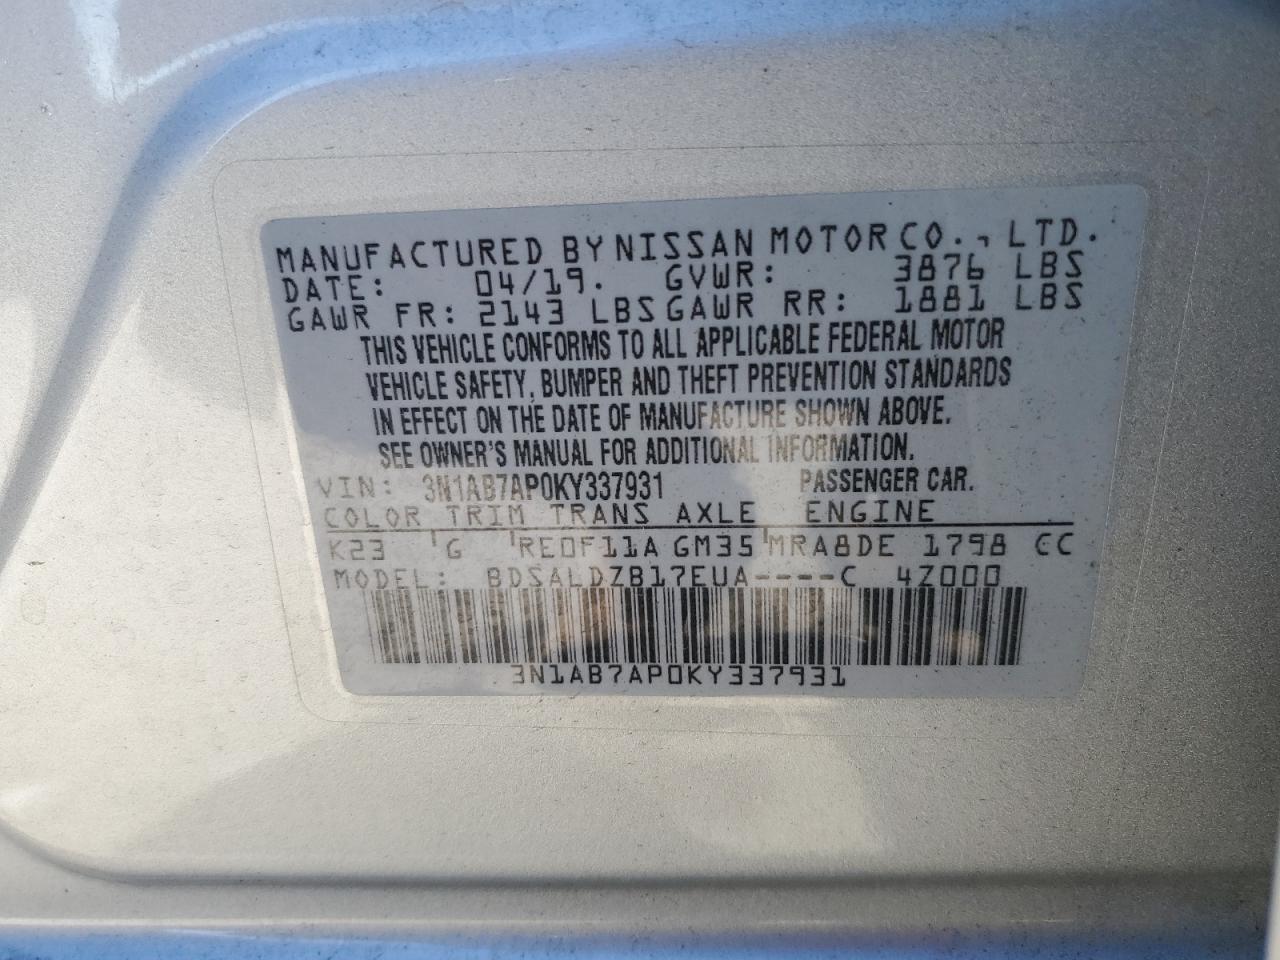 MANUFACTURED BY NISSAN MOTOR CO., LTD.
DATE: 04/19. GVWR: 3876 LBS
GAWR FR: 2143 LBS GAWR RR: 1881 LBS
THIS VEHICLE CONFORMS TO ALL APPLICABLE FEDERAL MOTOR
VEHICLE SAFETY, BUMPER AND THEFT PREVENTION STANDARDS
IN EFFECT ON THE DATE OF MANUFACTURE SHOWN ABOVE.
SEE OWNER'S MANUAL FOR ADDITIONAL INFORMATION.
VIN: 3N1AB7AP0KY337931 PASSENGER CAR.
COLOR TRIM TRANS AXLE ENGINE
K23 G RE0F11A GM35 MRA8DE 1798 CC
MODEL: BDSALDZB17EUA----C 4Z000
3N1AB7AP0KY337931